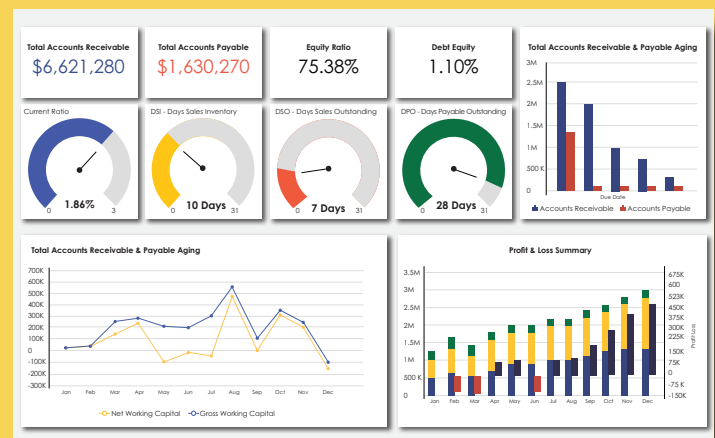 Total Accounts Receivable
$6,621,280
Total Accounts Payable
$1,630,270
Equity Ratio
75.38%
Debt Equity
1.10%
Total Accounts Receivable & Payable Aging
3M
2.5M
2M
1.5M
1M
500 K
0
Due Date
Accounts Receivable Accounts Payable
Current Ratio
1.86%
0 3
DSI - Days Sales Inventory
10 Days
0 31
DSO - Days Sales Outstanding
7 Days
0 31
DPO - Days Payable Outstanding
28 Days
0 31
Total Accounts Receivable & Payable Aging
700K
600K
500K
400K
300K
200K
100K
0
-100K
-200K
-300K
Jan Feb Mar Apr May Jun Jul Aug Sep Oct Nov Dec
Net Working Capital Gross Working Capital
Profit & Loss Summary
3.5M
3M
2.5M
2M
1.5M
1M
500 K
0
675K
600
523K
450K
375K
300K
225K
150K
75K
0
-75 K
-150K
Profit Loss
Jan Feb Mar Apr May Jun Jul Aug Sep Oct Nov Dec